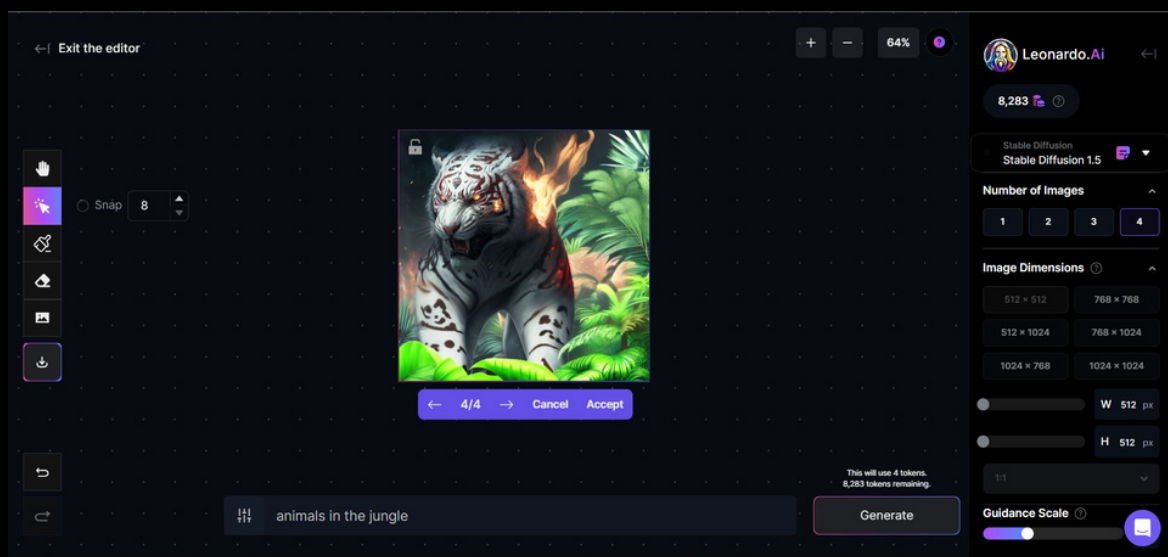 Exit the editor
64%
?
Leonardo.Ai
8,283
?
Snap
8
Stable Diffusion
Stable Diffusion 1.5
Number of Images
1 2 3 4
Image Dimensions ?
512 × 512 768 × 768
512 × 1024 768 × 1024
1024 × 768 1024 × 1024
W 512 px
H 512 px
1:1
← 4/4 → Cancel Accept
This will use 4 tokens.
8,283 tokens remaining.
animals in the jungle
Generate
Guidance Scale ?